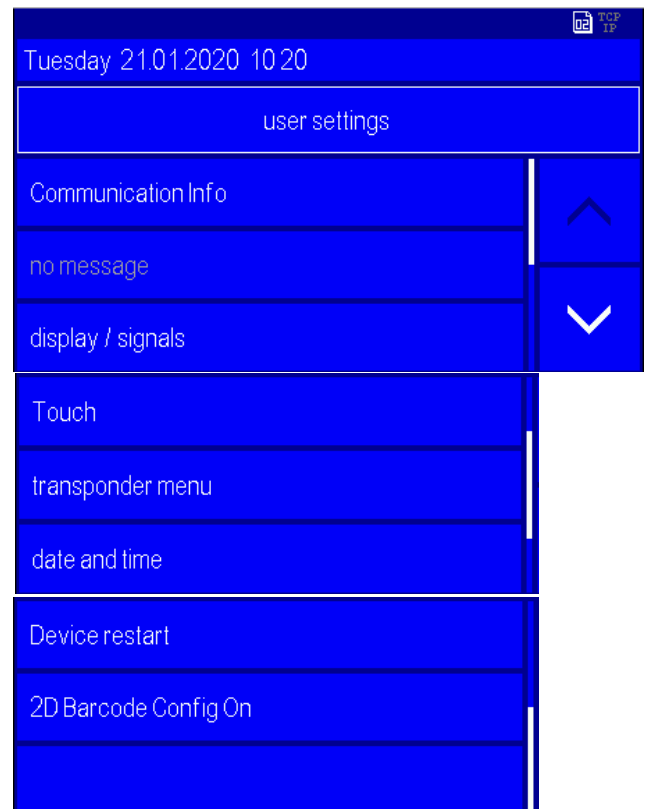 02 TCP
IP
Tuesday 21.01.2020 10 20
user settings
Communication Info
no message
display / signals
Touch
transponder menu
date and time
Device restart
2D Barcode Config On